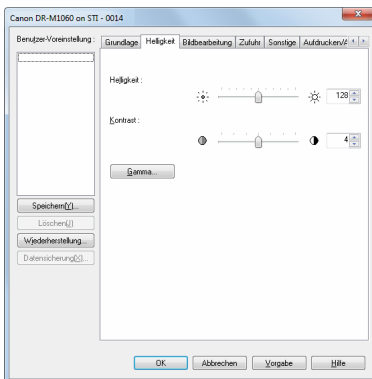 Canon DR-M1060 on STI - 0014
Benutzer-Voreinstellung :
Grundlage Helligkeit Bildbearbeitung Zufuhr Sonstige Aufdrucken/
Helligkeit :
128
Kontrast :
4
Gamma...
Speichern[Y]...
Löschen[J]
Wiederherstellung...
Datensicherung[X]...
OK Abbrechen Vorgabe Hilfe